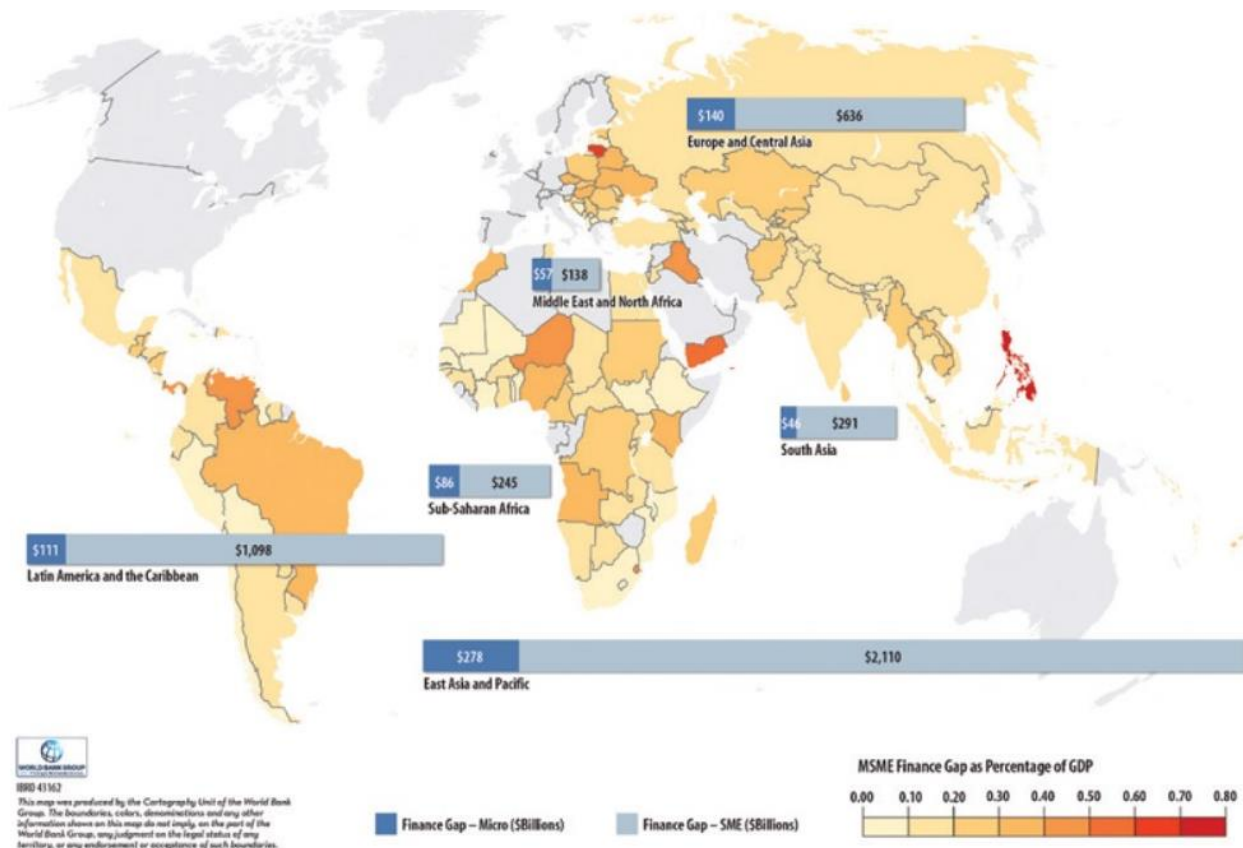 $140 $636
Europe and Central Asia
$57 $138
Middle East and North Africa
$46 $291
South Asia
$86 $245
Sub-Saharan Africa
$111 $1,098
Latin America and the Caribbean
$278 $2,110
East Asia and Pacific
WORLD BANK GROUP
IBRD 43162
This map was produced by the Cartography Unit of the World Bank
Group. The boundaries, colors, denominations and any other
information shown on this map do not imply, on the part of the
World Bank Group, any judgment on the legal status of any
territory, or any endorsement or acceptance of such boundaries.
Finance Gap – Micro ($Billions)
Finance Gap – SME ($Billions)
MSME Finance Gap as Percentage of GDP
0.00 0.10 0.20 0.30 0.40 0.50 0.60 0.70 0.80